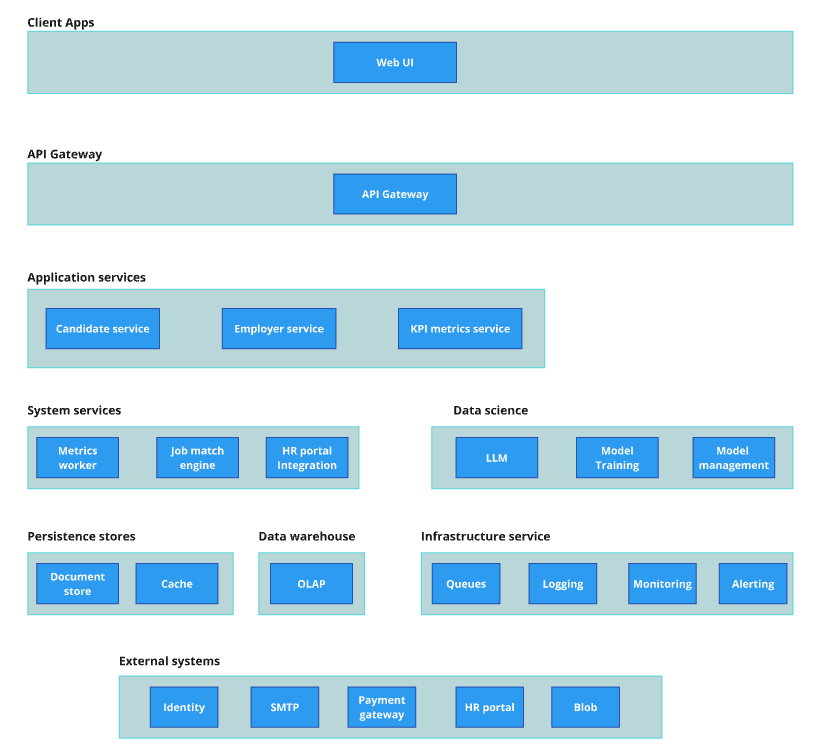 Client Apps
Web UI
API Gateway
API Gateway
Application services
Candidate service
Employer service
KPI metrics service
System services
Data science
Metrics
worker
Job match
engine
HR portal
Integration
LLM
Model
Training
Model
management
Persistence stores
Data warehouse
Infrastructure service
Document
store
Cache
OLAP
Queues
Logging
Monitoring
Alerting
External systems
Identity
SMTP
Payment
gateway
HR portal
Blob